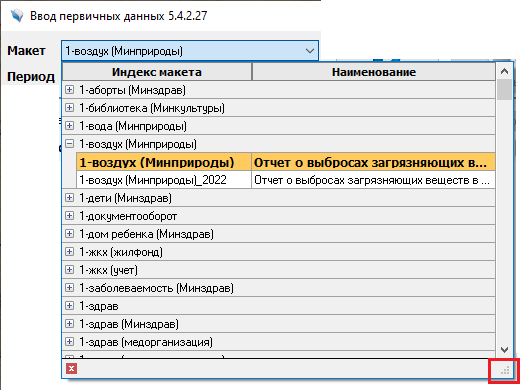 Ввод первичных данных 5.4.2.27
Макет 1-воздух (Минприроды)
Период
Индекс макета Наименование
1-аборты (Минздрав)
1-библиотека (Минкультуры)
1-вода (Минприроды)
1-воздух (Минприроды)
1-воздух (Минприроды) Отчет о выбросах загрязняющих в...
1-воздух (Минприроды)_2022 Отчет о выбросах загрязняющих веществ в ...
1-дети (Минздрав)
1-документооборот
1-дом ребенка (Минздрав)
1-жкх (жилфонд)
1-жкх (учет)
1-заболеваемость (Минздрав)
1-здрав
1-здрав (Минздрав)
1-здрав (медорганизация)